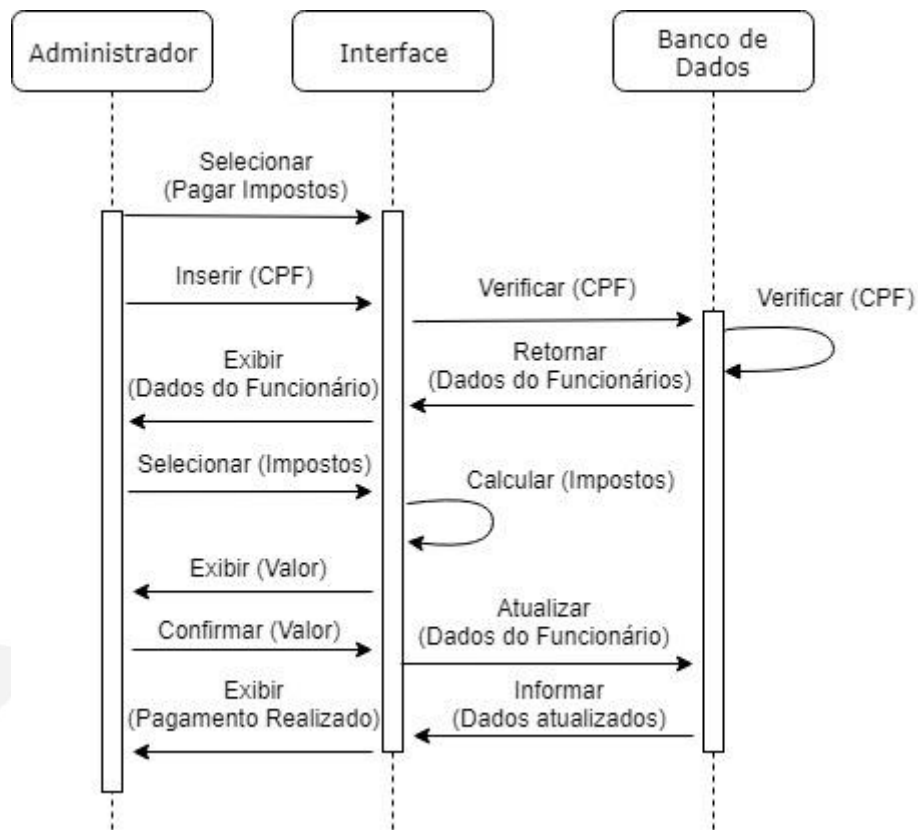 Administrador
Interface
Banco de
Dados
Selecionar
(Pagar Impostos)
Inserir (CPF)
Verificar (CPF)
Verificar (CPF)
Exibir
(Dados do Funcionário)
Retornar
(Dados do Funcionários)
Selecionar (Impostos)
Calcular (Impostos)
Exibir (Valor)
Confirmar (Valor)
Atualizar
(Dados do Funcionário)
Exibir
(Pagamento Realizado)
Informar
(Dados atualizados)